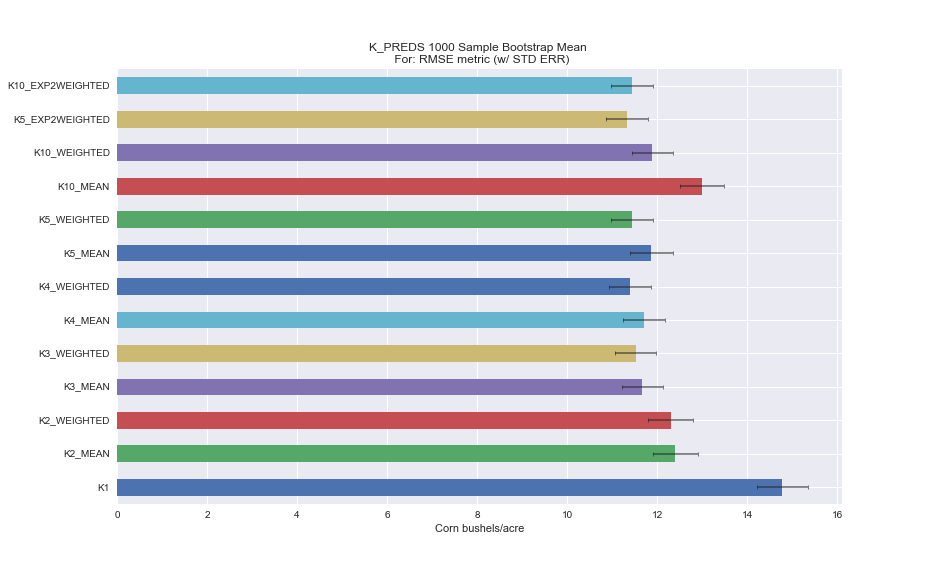 K_PREDS 1000 Sample Bootstrap Mean
For: RMSE metric (w/ STD ERR)
K10_EXP2WEIGHTED
K5_EXP2WEIGHTED
K10_WEIGHTED
K10_MEAN
K5_WEIGHTED
K5_MEAN
K4_WEIGHTED
K4_MEAN
K3_WEIGHTED
K3_MEAN
K2_WEIGHTED
K2_MEAN
K1
0 2 4 6 8 10 12 14 16
Corn bushels/acre